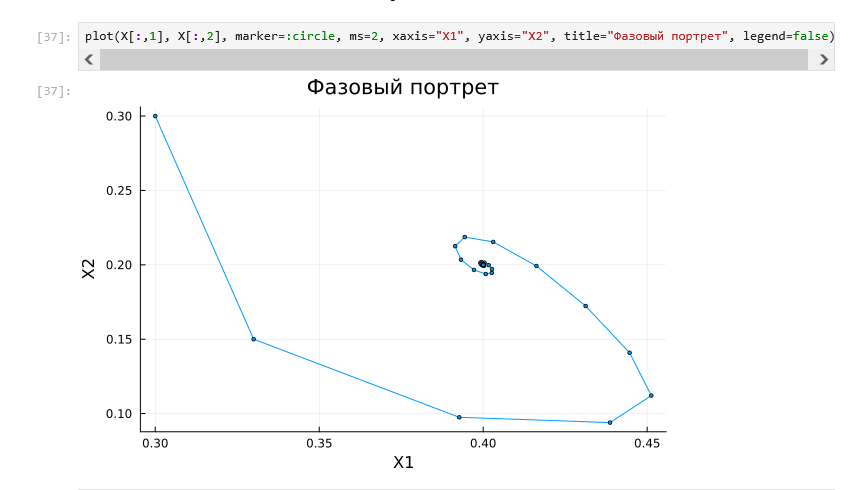 [37]: plot(X[:,1], X[:,2], marker=:circle, ms=2, xaxis="X1", yaxis="X2", title="Фазовый портрет", legend=false)
[37]:
Фазовый портрет
0.30
0.25
0.20
0.15
0.10
X2
0.30 0.35 0.40 0.45
X1